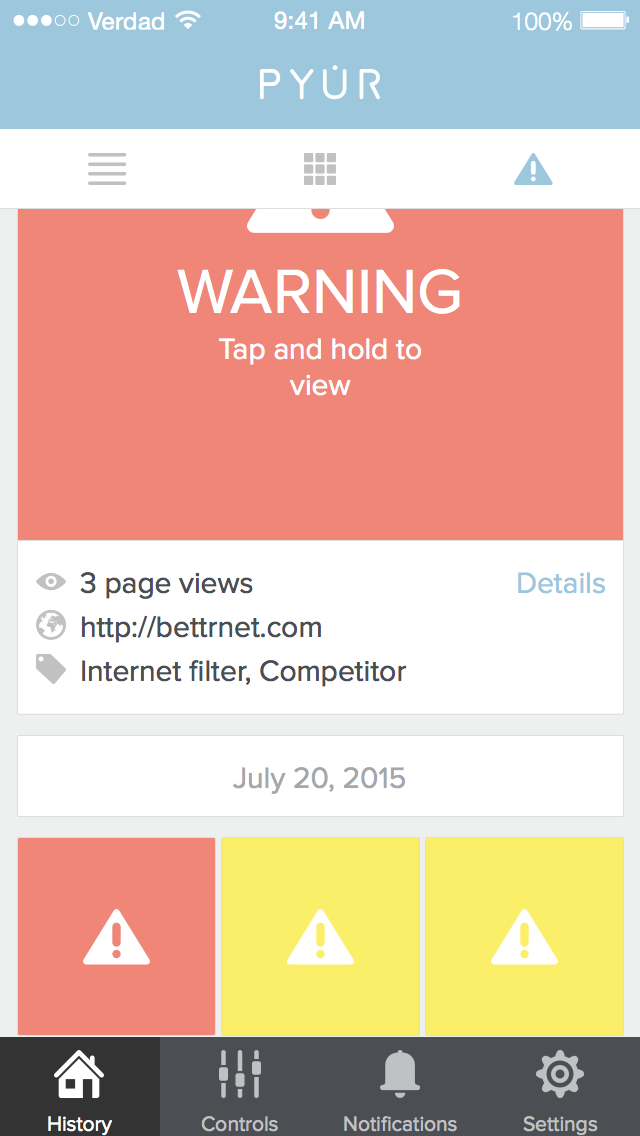 Verdad 9:41 AM 100%
PYUR
WARNING
Tap and hold to
view
3 page views Details
http://bettrnet.com
Internet filter, Competitor
July 20, 2015
History Controls Notifications Settings